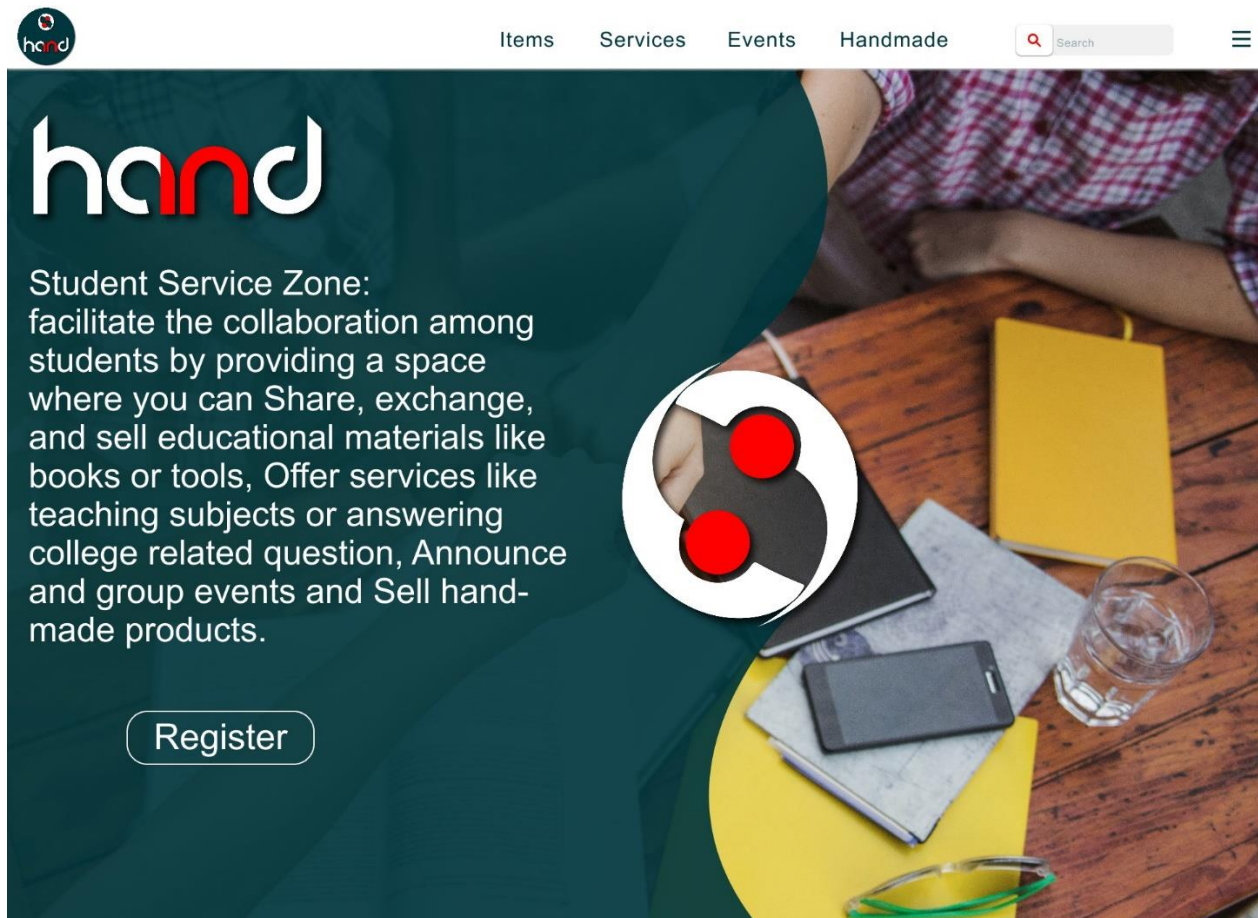 hand
Items Services Events Handmade Search
hand
Student Service Zone:
facilitate the collaboration among
students by providing a space
where you can Share, exchange,
and sell educational materials like
books or tools, Offer services like
teaching subjects or answering
college related question, Announce
and group events and Sell hand-
made products.
Register